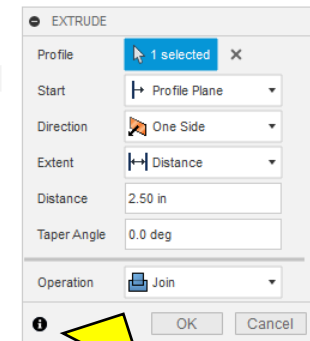 EXTRUDE
Profile 1 selected
Start Profile Plane
Direction One Side
Extent Distance
Distance 2.50 in
Taper Angle 0.0 deg
Operation Join
OK Cancel